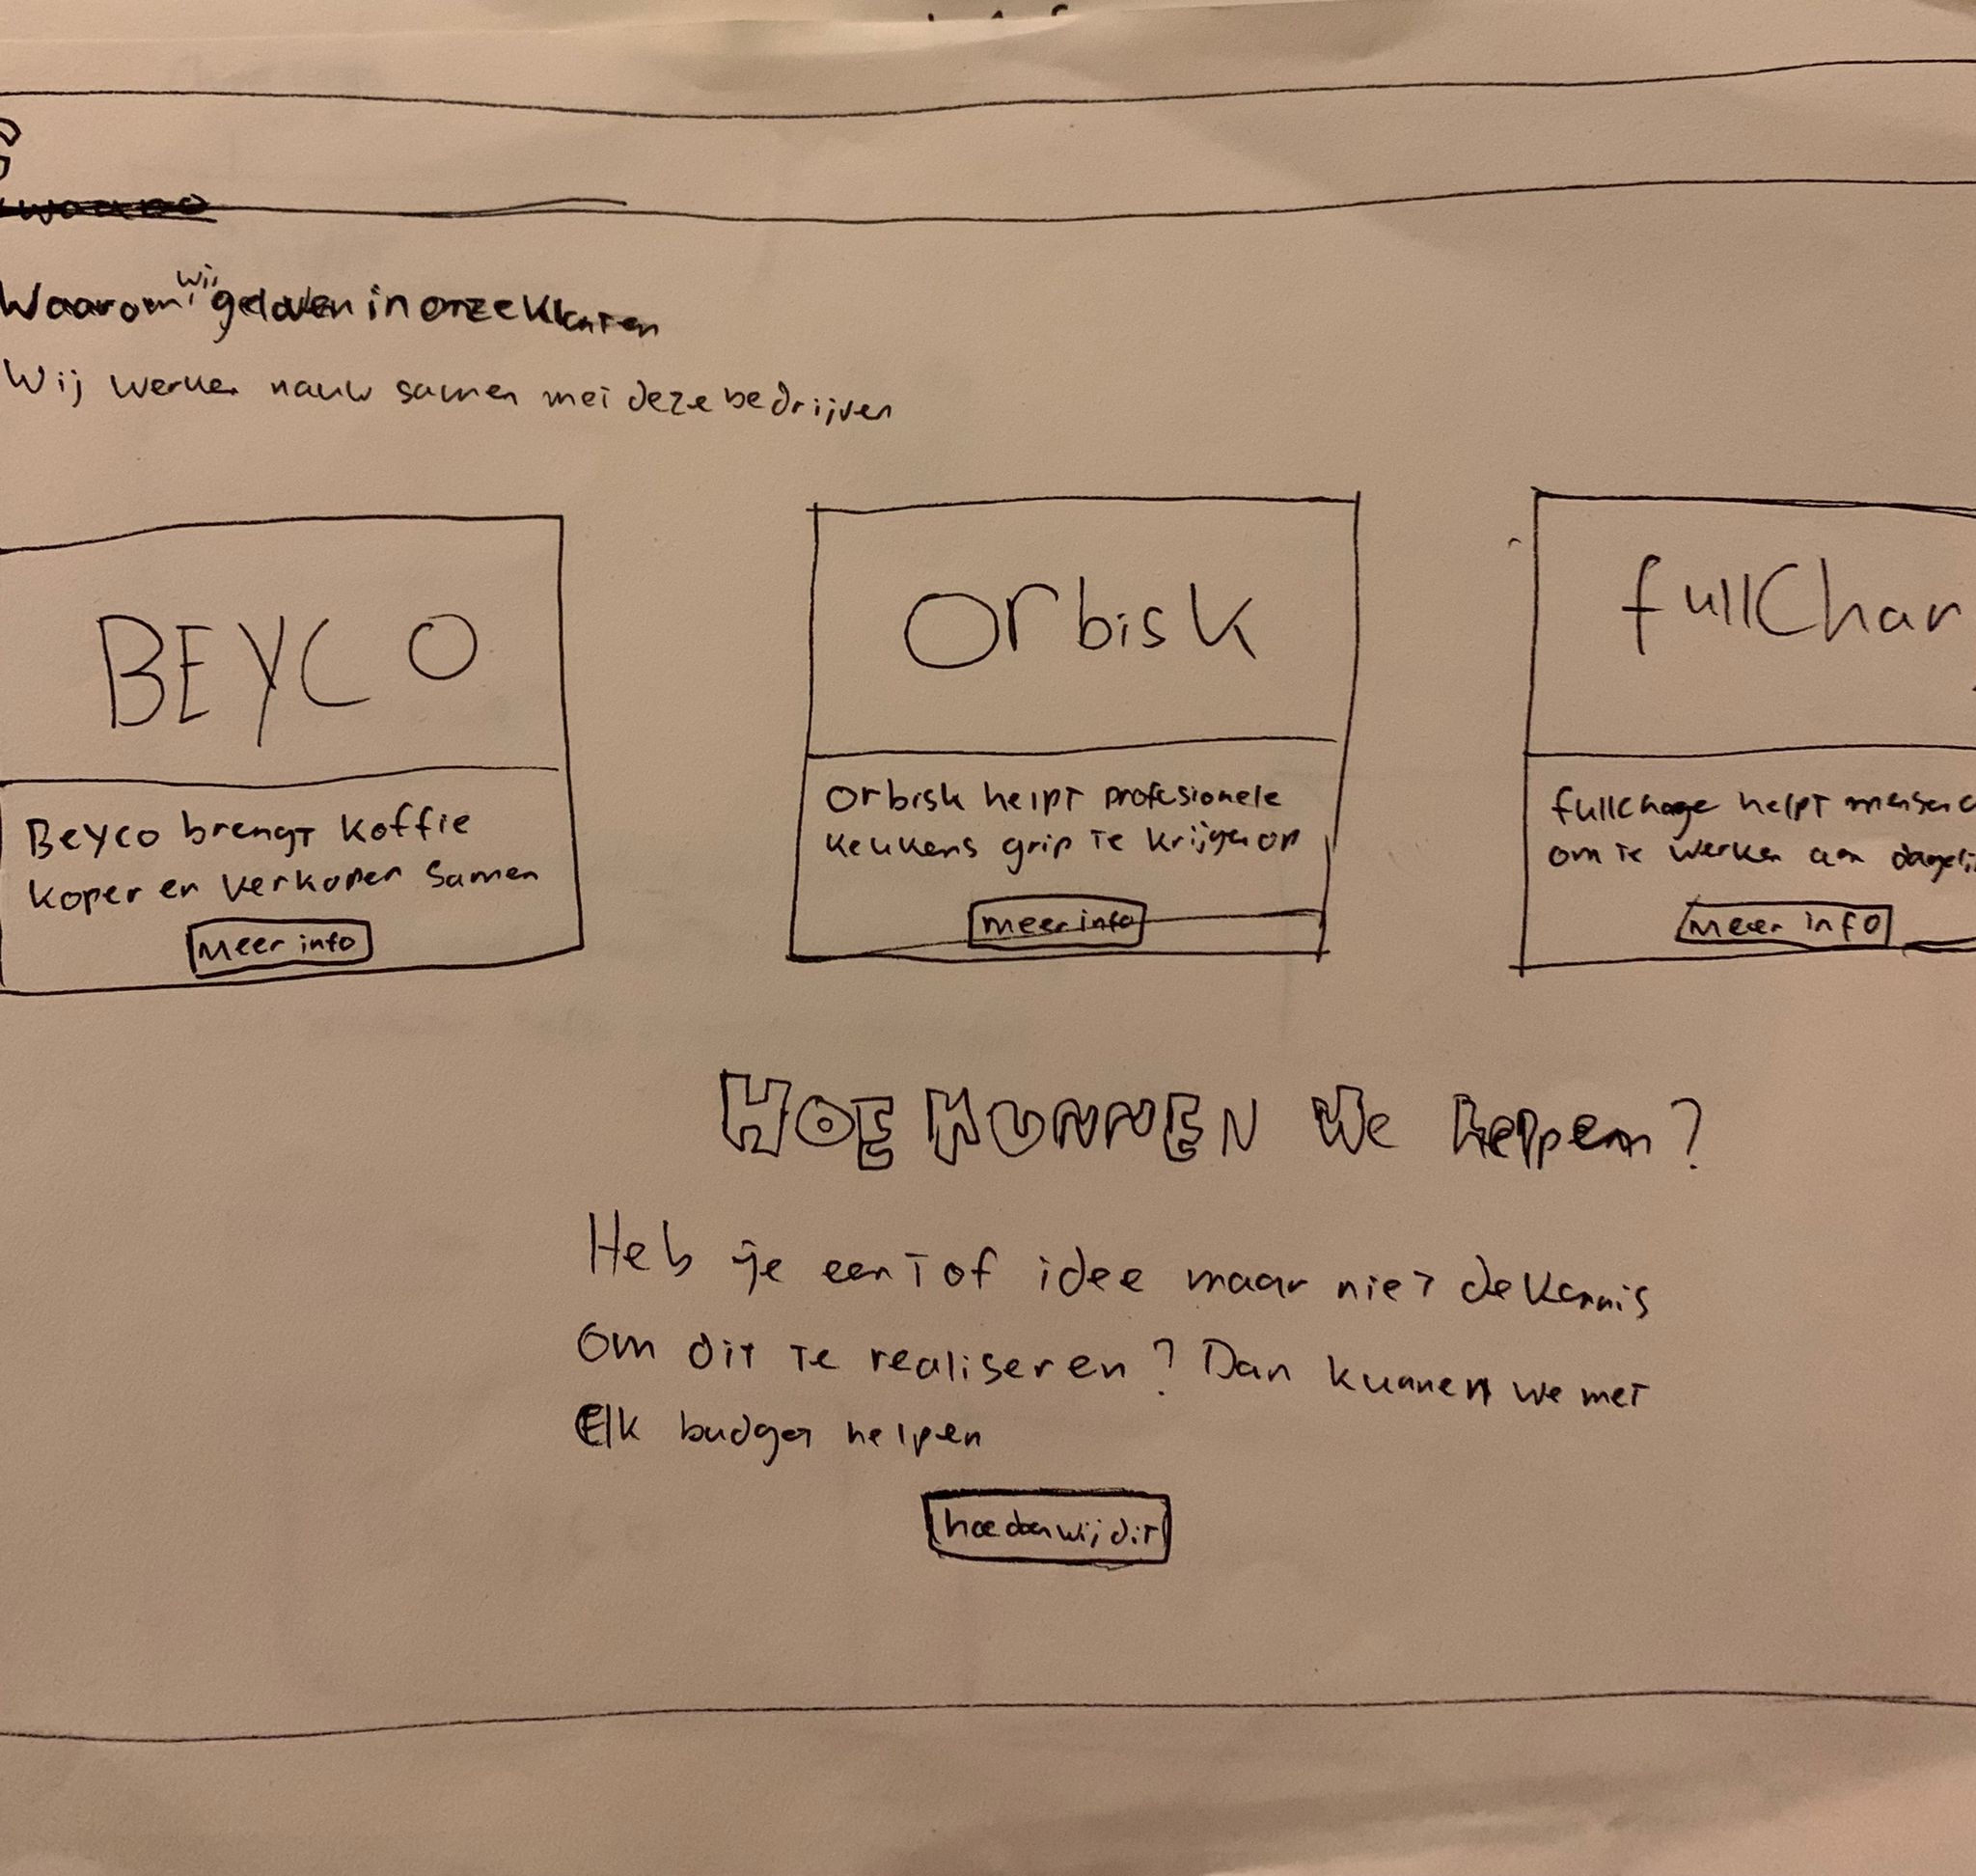 Waarom wij geloven in onze klanten
Wij werken nauw samen met deze bedrijven
BEYCO
Beyco brengt koffie
koper en verkoper samen
Meer info
orbisk
Orbisk helpt profesionele
keukens grip te krijgen op
meer info
fullChar
fullcharge helpt mensen
om te werken aan dageli
Meer info
HOE KUNNEN We helpen?
Heb je een tof idee maar niet de kennis
om dit te realiseren? Dan kunnen we met
Elk budget helpen
hoe doen wij dit